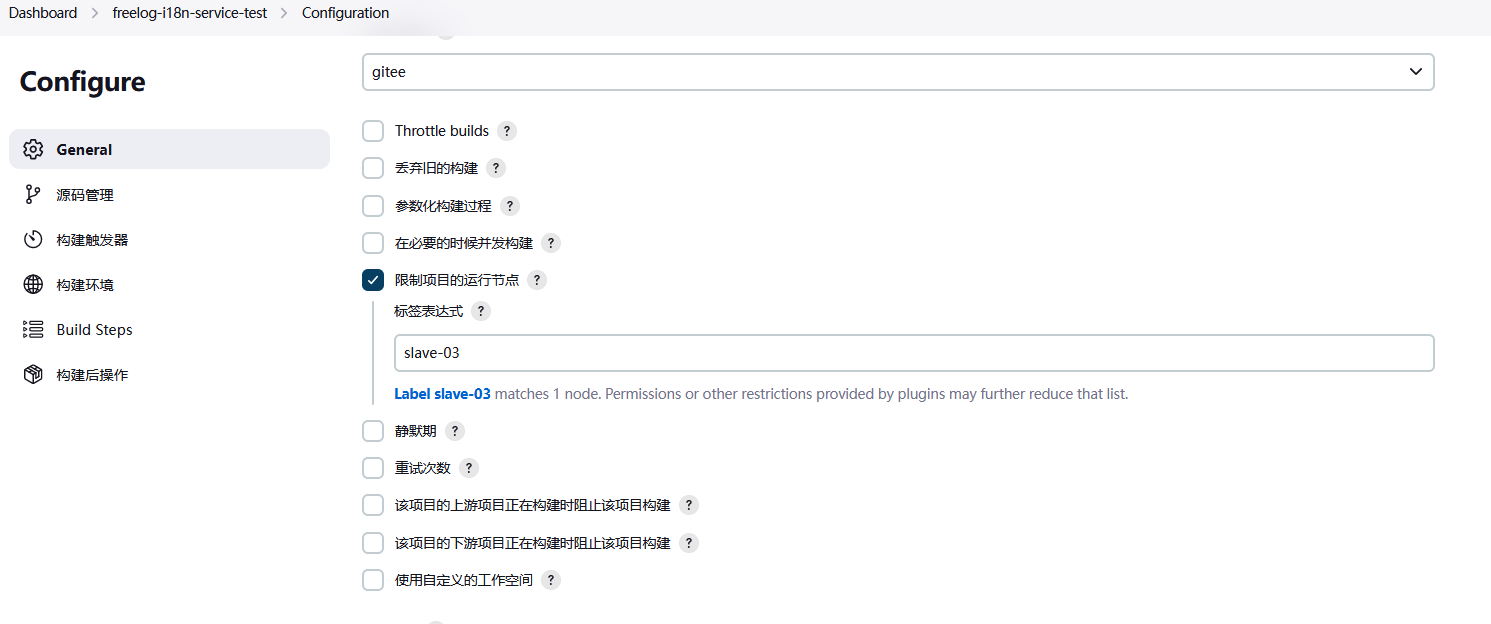 Dashboard > freelog-i18n-service-test > Configuration
Configure
General
源码管理
构建触发器
构建环境
Build Steps
构建后操作
gitee
Throttle builds ?
丢弃旧的构建 ?
参数化构建过程 ?
在必要的时候并发构建 ?
限制项目的运行节点 ?
标签表达式 ?
slave-03
Label slave-03 matches 1 node. Permissions or other restrictions provided by plugins may further reduce that list.
静默期 ?
重试次数 ?
该项目的上游项目正在构建时阻止该项目构建 ?
该项目的下游项目正在构建时阻止该项目构建 ?
使用自定义的工作空间 ?